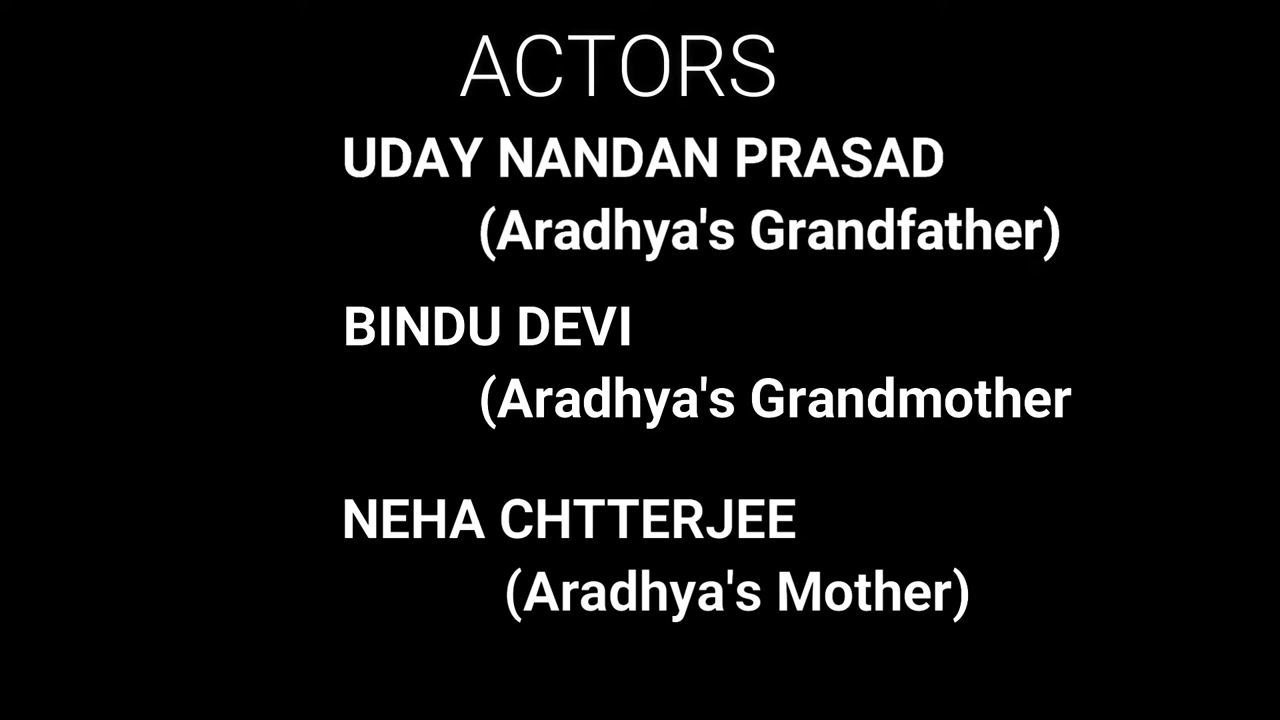 ACTORS
UDAY NANDAN PRASAD
(Aradhya's Grandfather)
BINDU DEVI
(Aradhya's Grandmother
NEHA CHTTERJEE
(Aradhya's Mother)